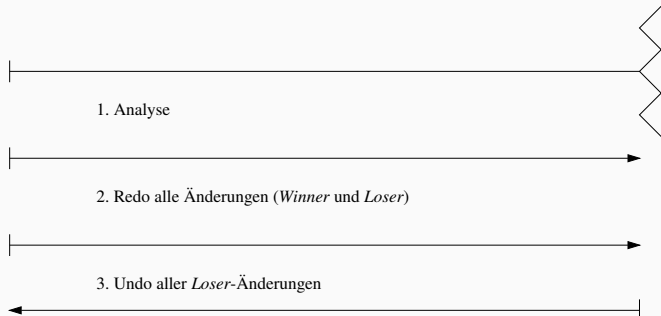 1. Analyse
2. Redo alle Änderungen (Winner und Loser)
3. Undo aller Loser-Änderungen